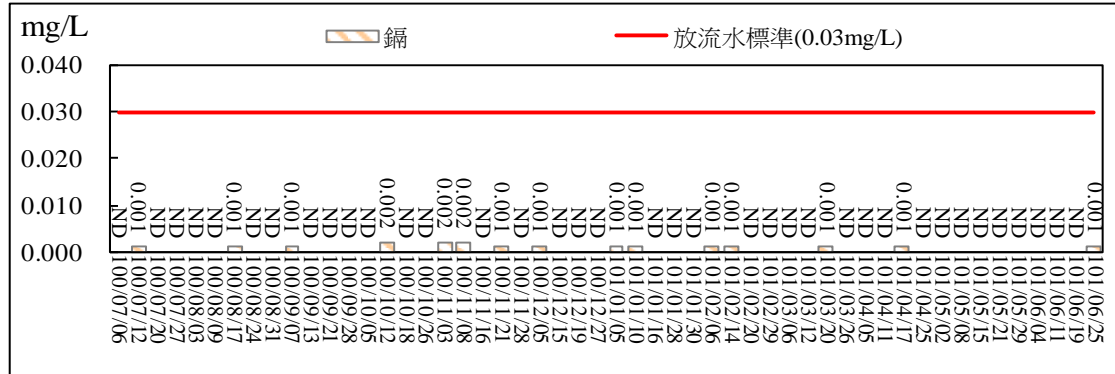 mg/L
鎘
放流水標準(0.03mg/L)
0.040
0.030
0.020
0.010
0.000
ND
0.001
ND
ND
ND
ND
0.001
ND
ND
0.001
ND
ND
ND
ND
0.002
ND
ND
0.002
0.002
ND
0.001
ND
0.001
ND
ND
ND
0.001
0.001
ND
ND
ND
0.001
0.001
ND
ND
ND
ND
0.001
ND
ND
ND
0.001
ND
ND
ND
ND
ND
ND
ND
ND
ND
0.001
100/07/06
100/07/12
100/07/20
100/07/27
100/08/03
100/08/09
100/08/17
100/08/24
100/08/31
100/09/07
100/09/13
100/09/21
100/09/28
100/10/05
100/10/12
100/10/18
100/10/26
100/11/03
100/11/08
100/11/16
100/11/21
100/11/28
100/12/05
100/12/15
100/12/19
100/12/27
101/01/05
101/01/10
101/01/16
101/01/28
101/01/30
101/02/06
101/02/14
101/02/20
101/02/29
101/03/06
101/03/12
101/03/20
101/03/26
101/04/05
101/04/11
101/04/17
101/04/25
101/05/02
101/05/08
101/05/15
101/05/21
101/05/29
101/06/04
101/06/11
101/06/19
101/06/25